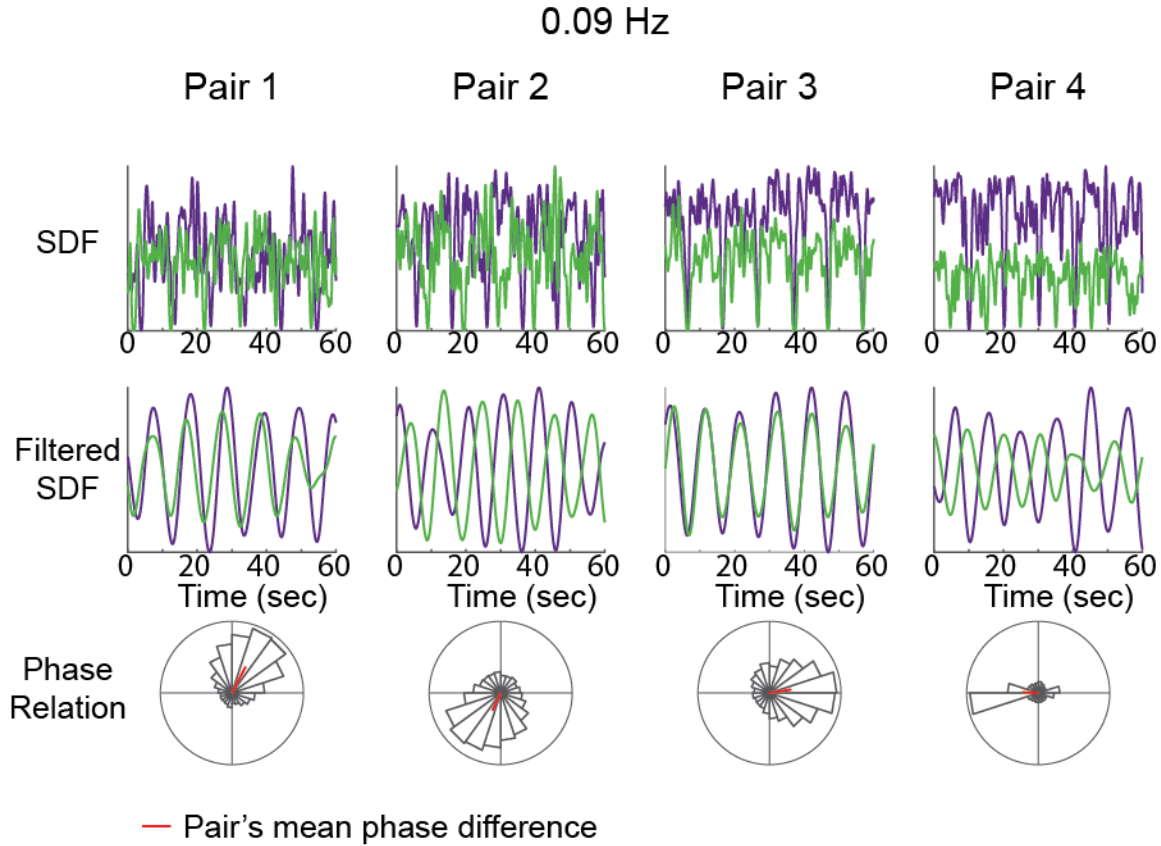 0.09 Hz
Pair 1 Pair 2 Pair 3 Pair 4
SDF
0 20 40 60 0 20 40 60 0 20 40 60 0 20 40 60
Filtered
SDF
0 20 40 60 0 20 40 60 0 20 40 60 0 20 40 60
Time (sec) Time (sec) Time (sec) Time (sec)
Phase
Relation
Pair's mean phase difference